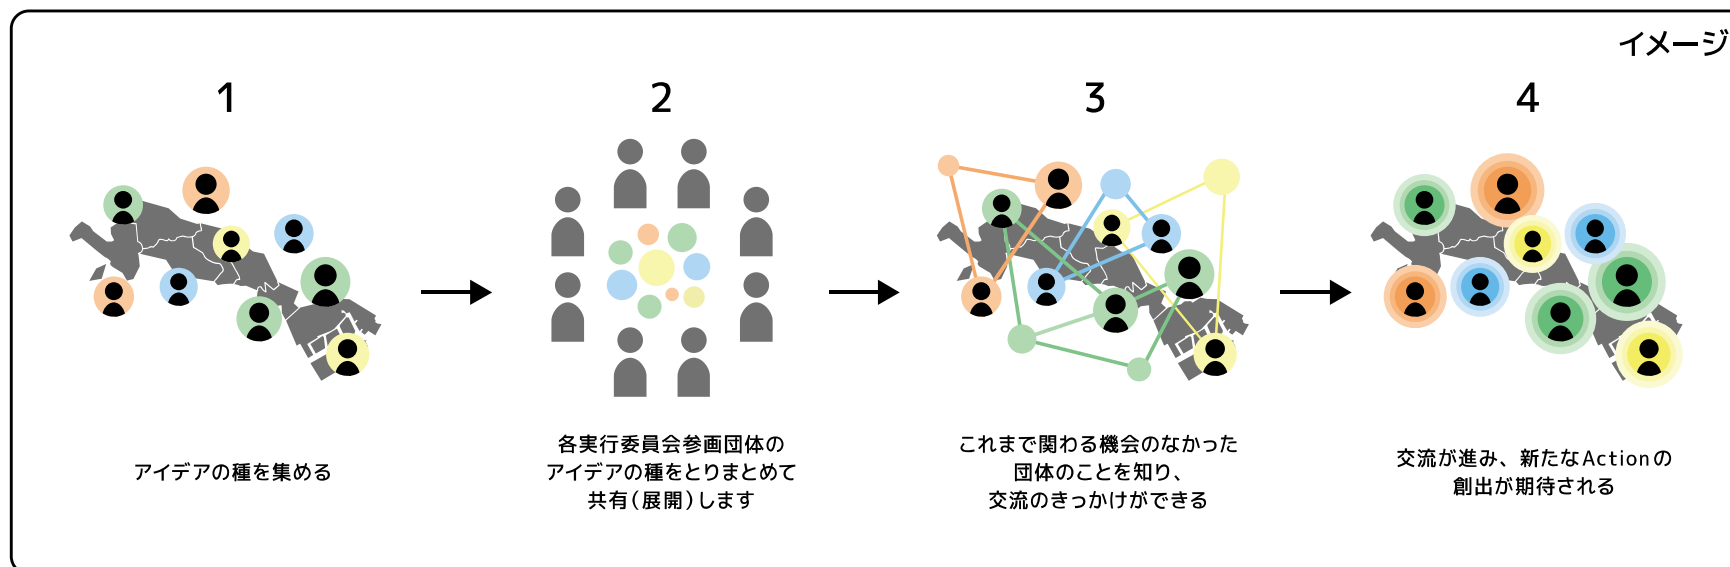 イメージ
1
アイデアの種を集める
2
各実行委員会参画団体の
アイデアの種をとりまとめて
共有(展開)します
3
これまで関わる機会のなかった
団体のことを知り、
交流のきっかけができる
4
交流が進み、新たなActionの
創出が期待される